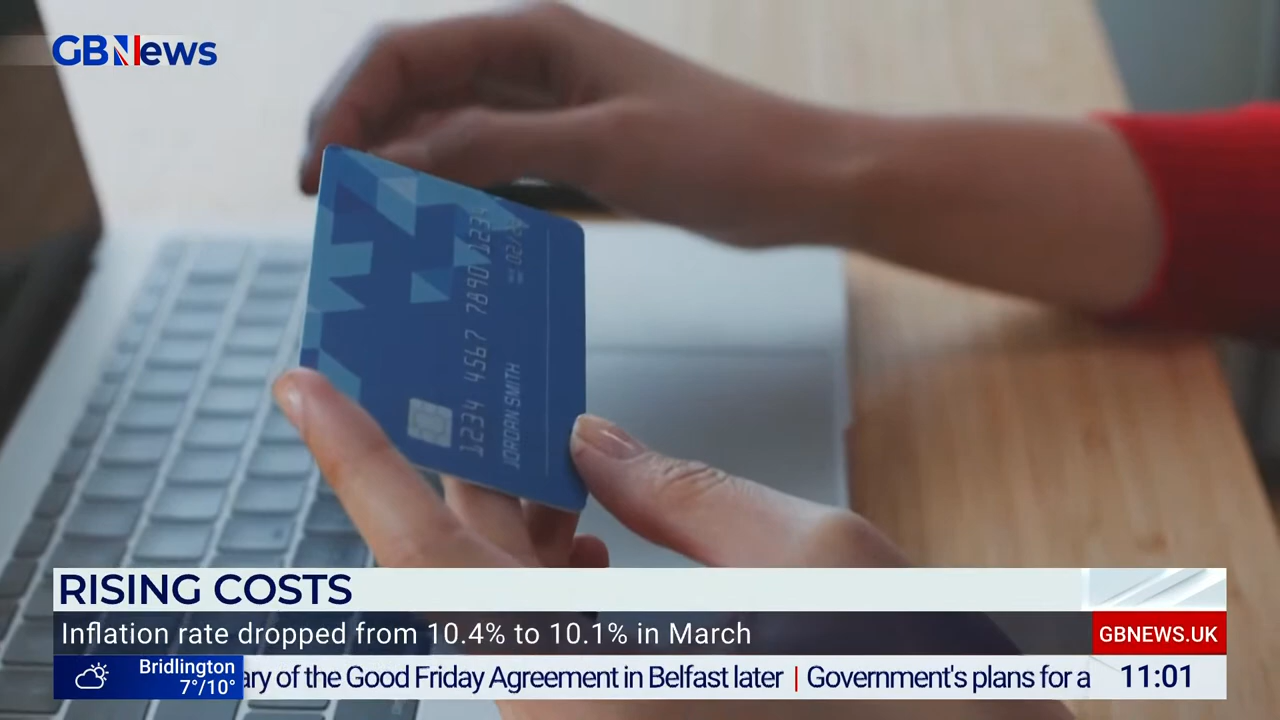 GBNews
1234 4567 7890 123
02/
JORDAN SMITH
RISING COSTS
Inflation rate dropped from 10.4% to 10.1% in March
GBNEWS.UK
Bridlington
7°/10°
ary of the Good Friday Agreement in Belfast later | Government's plans for a
11:01